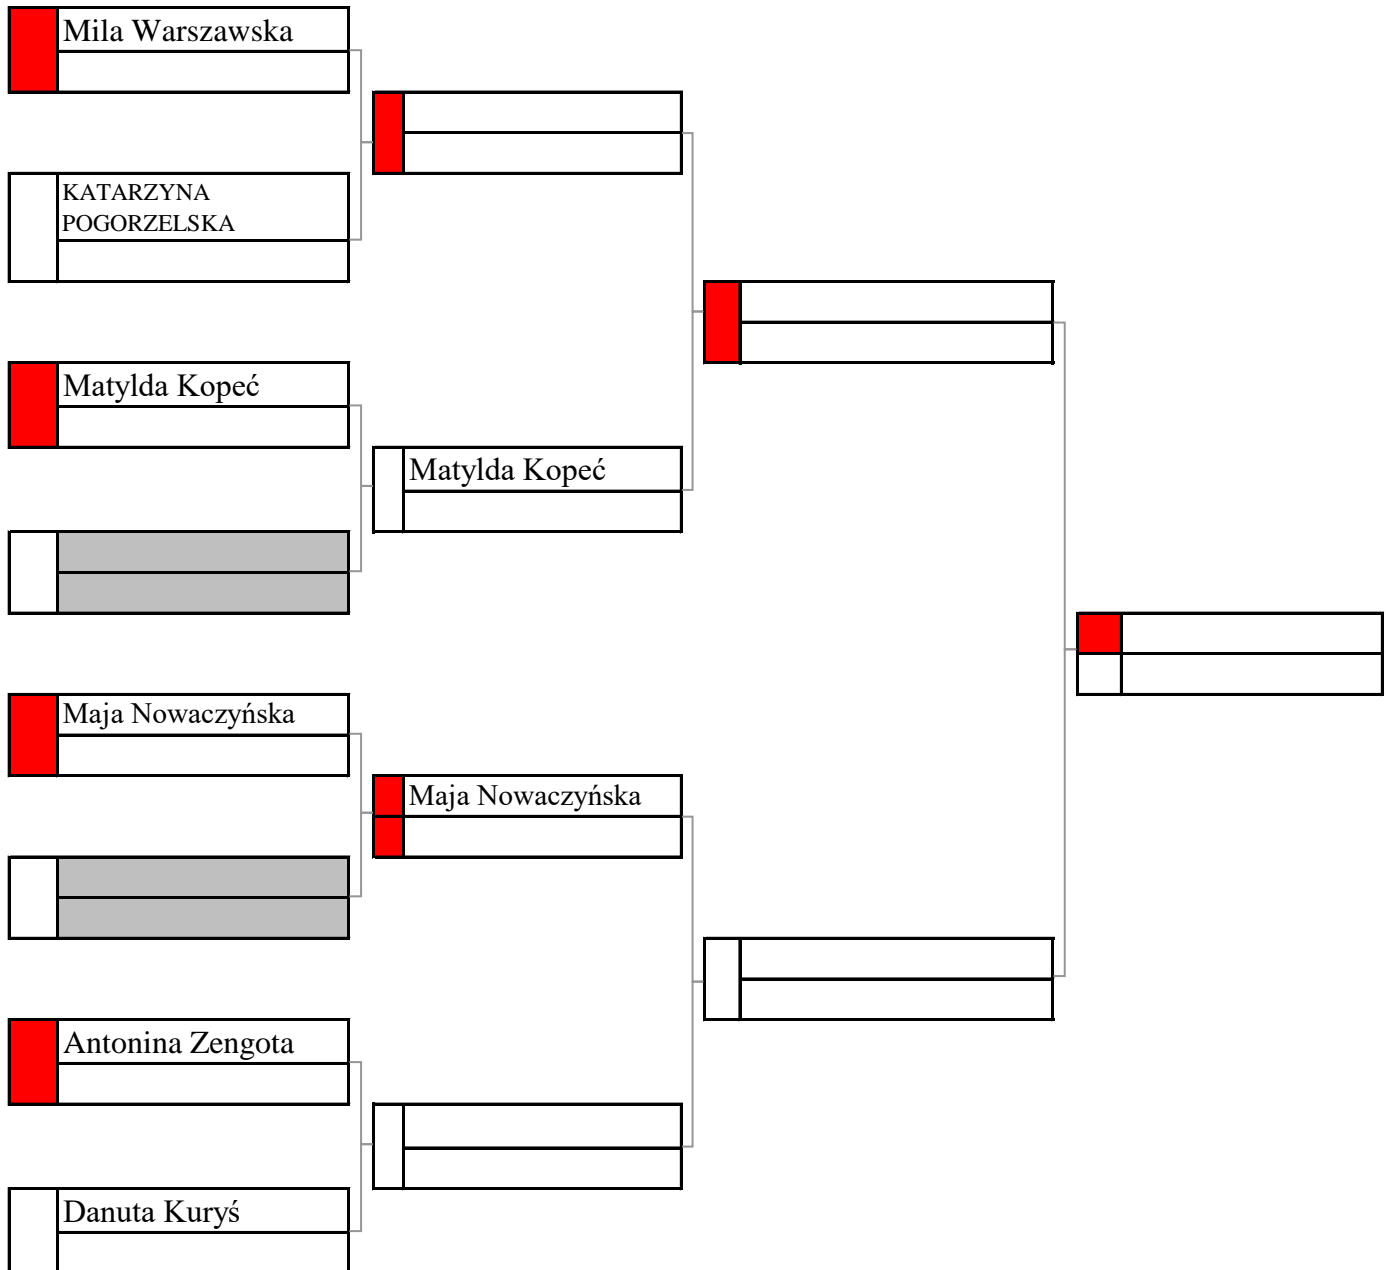 Mila Warszawska
KATARZYNA
POGORZELSKA
Matylda Kopeć
Matylda Kopeć
Maja Nowaczyńska
Maja Nowaczyńska
Antonina Zengota
Danuta Kuryś